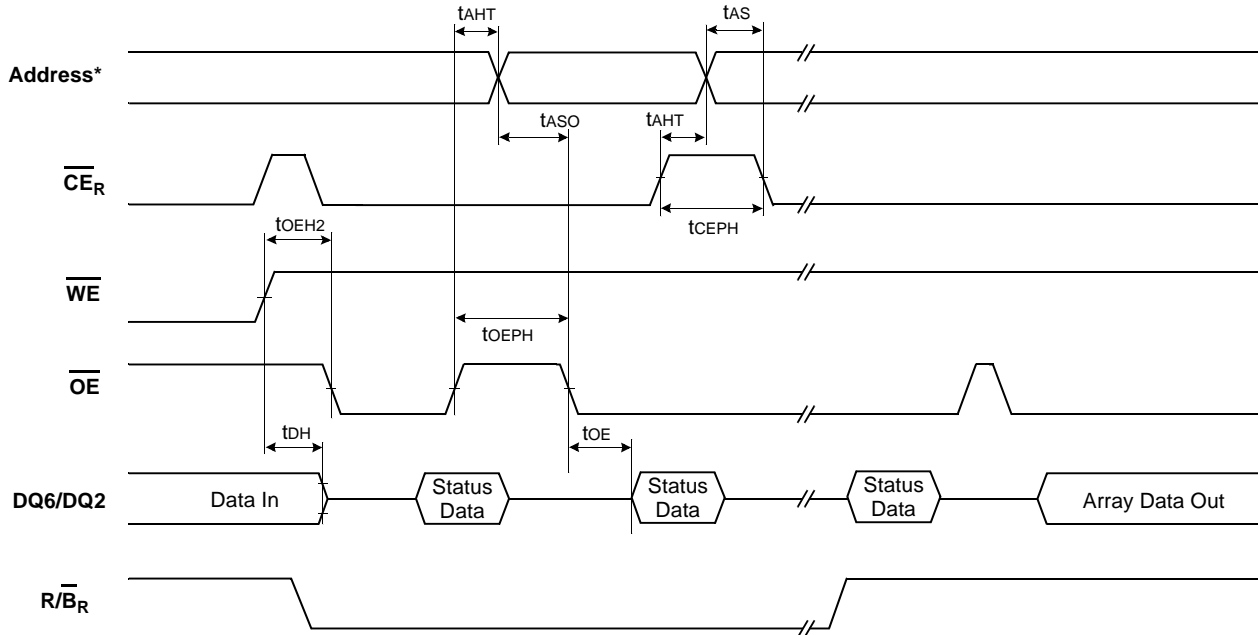 tAHT
tAS
Address*
tASO
tAHT
CER
tCEPH
tOEH2
WE
tOEPH
OE
tDH
tOE
DQ6/DQ2
Data In
Status
Data
Status
Data
Status
Data
Array Data Out
R/BR